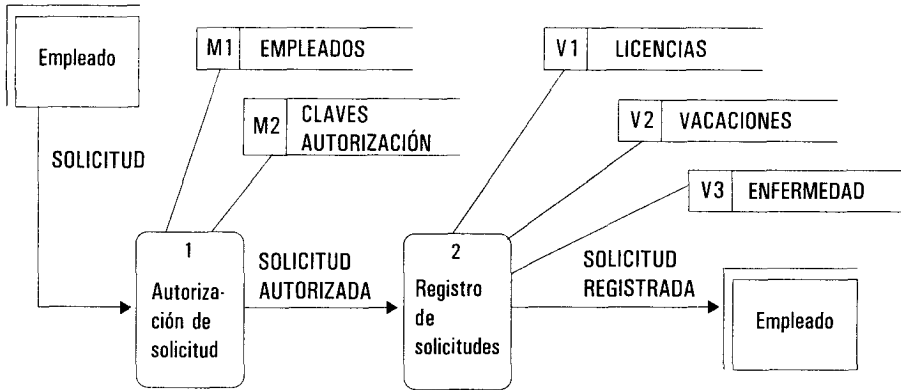 Empleado
M1 EMPLEADOS
V1 LICENCIAS
M2 CLAVES
AUTORIZACIÓN
V2 VACACIONES
SOLICITUD
V3 ENFERMEDAD
1
Autoriza-
ción de
solicitud
SOLICITUD
AUTORIZADA
2
Registro
de
solicitudes
SOLICITUD
REGISTRADA
Empleado